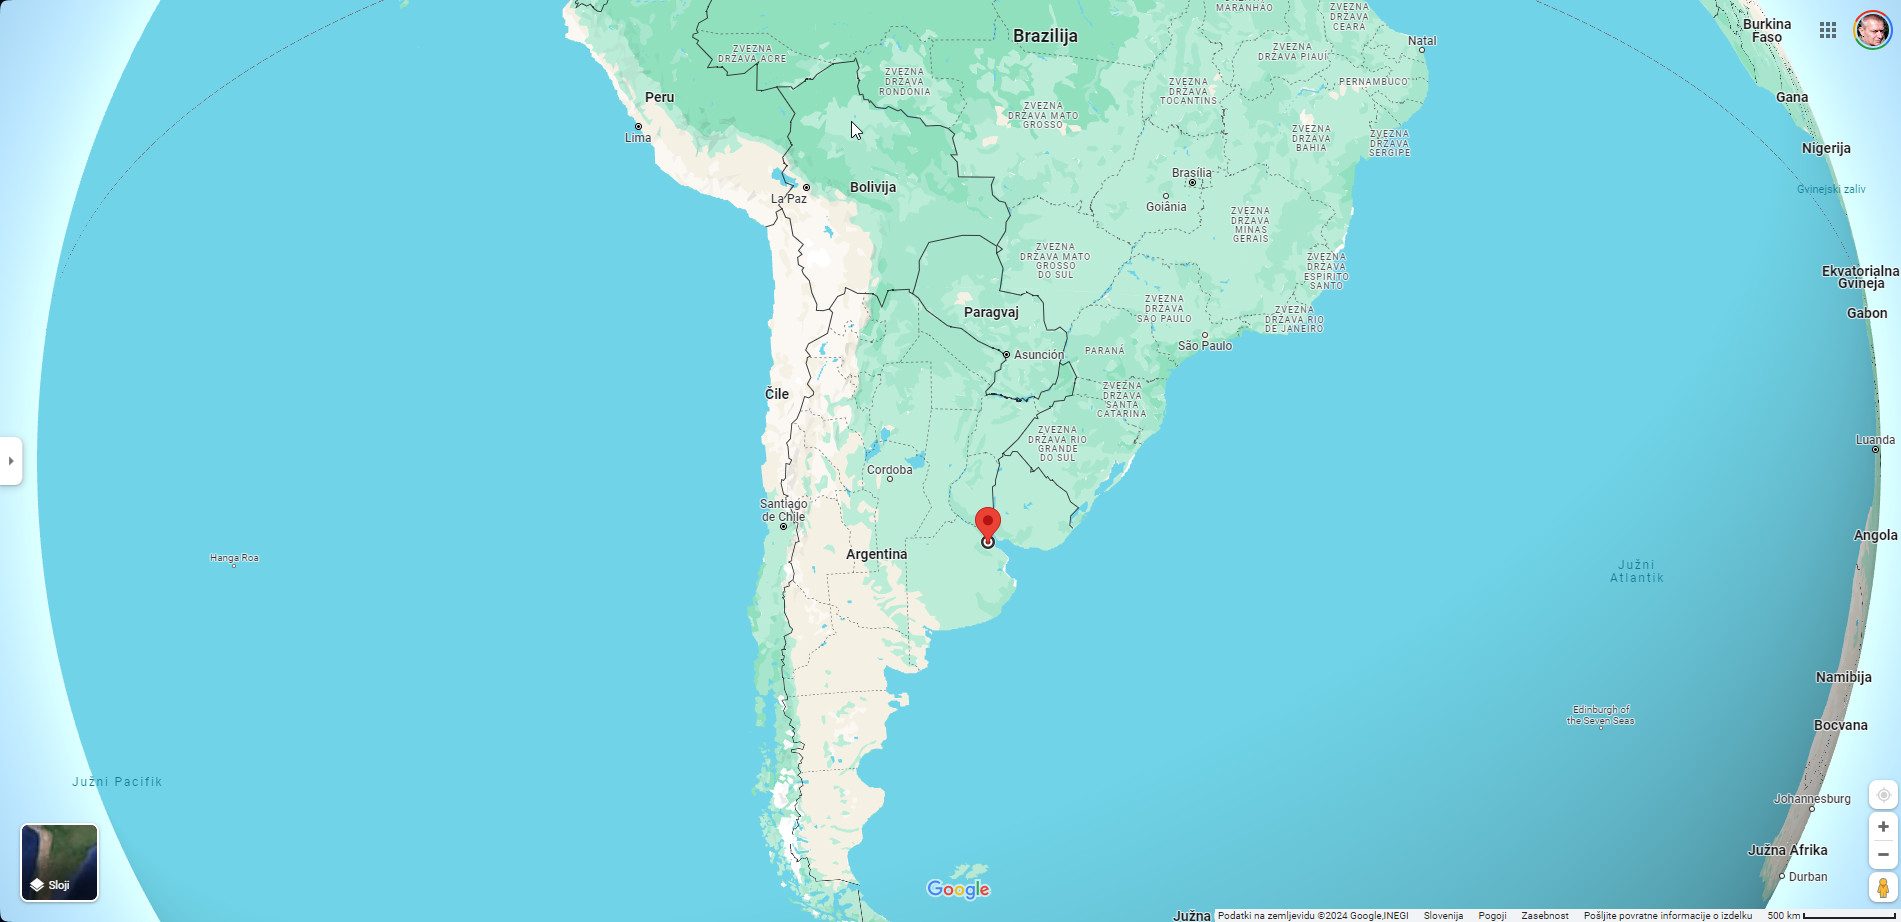 Brazilija
ZVEZNA
DRŽAVA
MARANHÃO
ZVEZNA
DRŽAVA
CEARÁ
Burkina
Faso
Natal
ZVEZNA
DRŽAVA ACRE
ZVEZNA
DRŽAVA
RONDONIA
ZVEZNA
DRŽAVA PIAUÍ
PERNAMBUCO
ZVEZNA
DRŽAVA
TOCANTINS
Peru
Gana
ZVEZNA
DRŽAVA MATO
GROSSO
Lima
ZVEZNA
DRŽAVA
BAHIA
ZVEZNA
DRŽAVA
SERGIPE
Nigerija
Brasília
Bolivija
Gvinejski zaliv
La Paz
Goiânia
ZVEZNA
DRŽAVA
MINAS
GERAIS
ZVEZNA
DRŽAVA MATO
GROSSO
DO SUL
ZVEZNA
DRŽAVA
ESPIRITO
SANTO
Ekvatorialna
Gvineja
Paragvaj
ZVEZNA
DRŽAVA
SAO PAULO
ZVEZNA
DRŽAVA RIO
DE JANEIRO
Gabon
São Paulo
Asunción
PARANÁ
Čile
ZVEZNA
DRŽAVA
SANTA
CATARINA
ZVEZNA
DRŽAVA RIO
GRANDE
DO SUL
Luanda
Cordoba
Santiago
de Chile
Angola
Argentina
Hanga Roa
Južni
Atlantik
Namibija
Edinburgh of
the Seven Seas
Bocvana
Južni Pacifik
Johannesburg
Južna Afrika
Durban
Sloji
Google
Južna
Podatki na zemljevidu ©2024 Google,INEGI
Slovenija
Pogoji
Zasebnost
Pošljite povratne informacije o izdelku
500 km